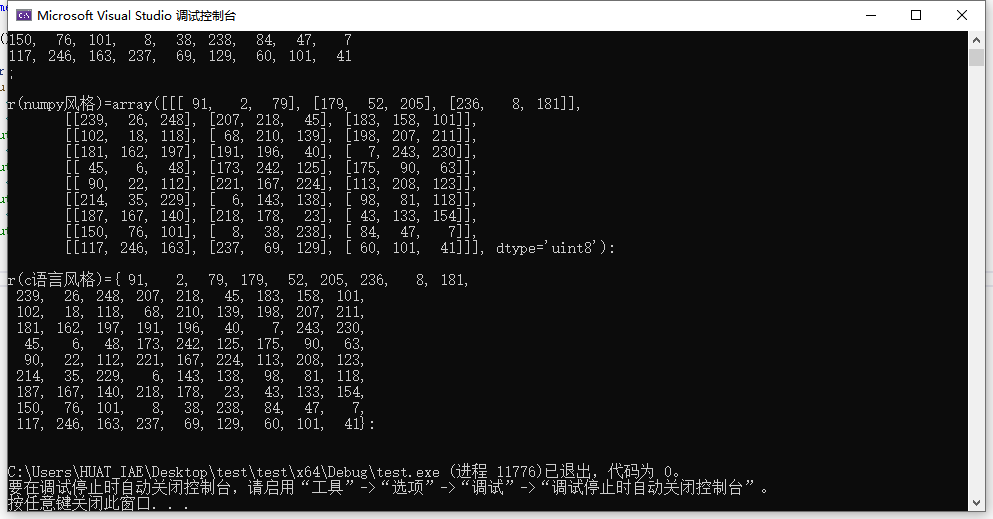 Microsoft Visual Studio 调试控制台
150,  76, 101,   8,  38, 238,  84,  47,   7
117, 246, 163, 237,  69, 129,  60, 101,  41
;
r(numpy风格)=array([[[ 91,   2,  79], [179,  52, 205], [236,   8, 181]],
[[239,  26, 248], [207, 218,  45], [183, 158, 101]],
[[102,  18, 118], [ 68, 210, 139], [198, 207, 211]],
[[181, 162, 197], [191, 196,  40], [  7, 243, 230]],
[[ 45,   6,  48], [173, 242, 125], [175,  90,  63]],
[[ 90,  22, 112], [221, 167, 224], [113, 208, 123]],
[[214,  35, 229], [  6, 143, 138], [ 98,  81, 118]],
[[187, 167, 140], [218, 178,  23], [ 43, 133, 154]],
[[150,  76, 101], [  8,  38, 238], [ 84,  47,   7]],
[[117, 246, 163], [237,  69, 129], [ 60, 101,  41]]], dtype='uint8'):
r(c语言风格)={ 91,   2,  79, 179,  52, 205, 236,   8, 181,
239,  26, 248, 207, 218,  45, 183, 158, 101,
102,  18, 118,  68, 210, 139, 198, 207, 211,
181, 162, 197, 191, 196,  40,   7, 243, 230,
45,   6,  48, 173, 242, 125, 175,  90,  63,
90,  22, 112, 221, 167, 224, 113, 208, 123,
214,  35, 229,   6, 143, 138,  98,  81, 118,
187, 167, 140, 218, 178,  23,  43, 133, 154,
150,  76, 101,   8,  38, 238,  84,  47,   7,
117, 246, 163, 237,  69, 129,  60, 101,  41}:
C:\Users\HUAT_IAE\Desktop\test\test\x64\Debug\test.exe (进程 11776)已退出，代码为 0。
要在调试停止时自动关闭控制台，请启用“工具”->“选项”->“调试”->“调试停止时自动关闭控制台”。
按任意键关闭此窗口. . .